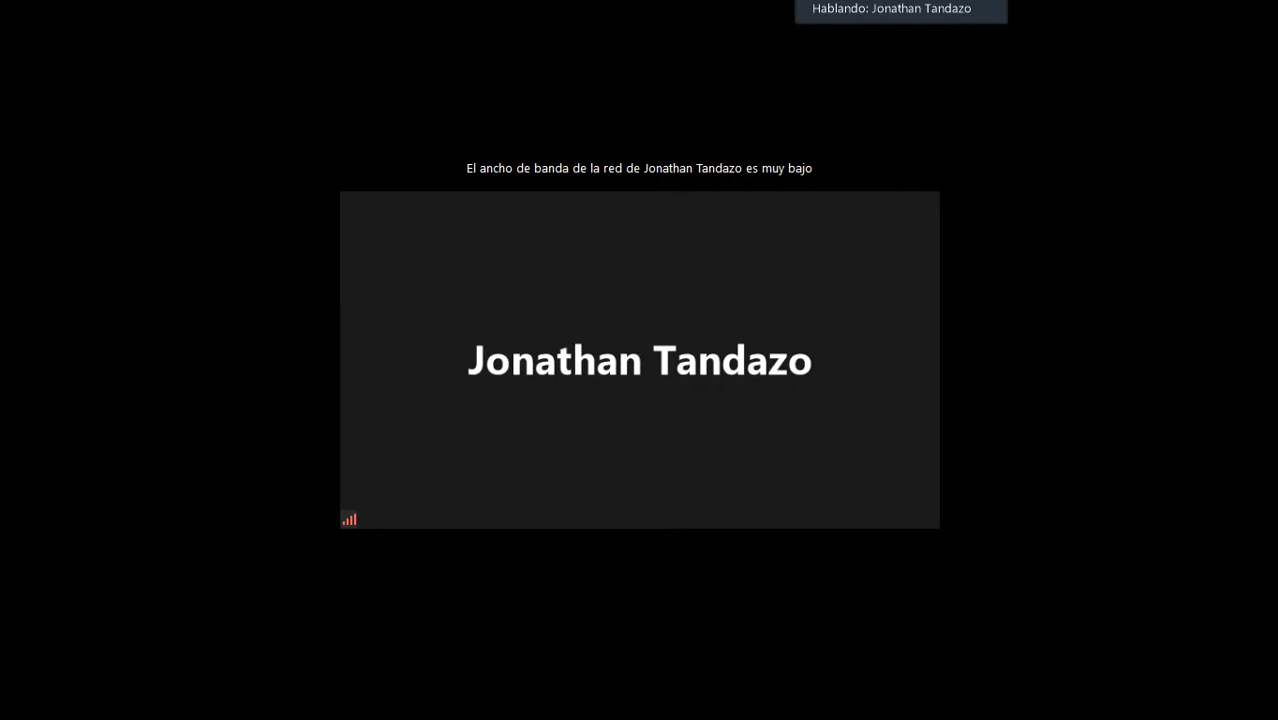 Hablando: Jonathan Tandazo
El ancho de banda de la red de Jonathan Tandazo es muy bajo
Jonathan Tandazo